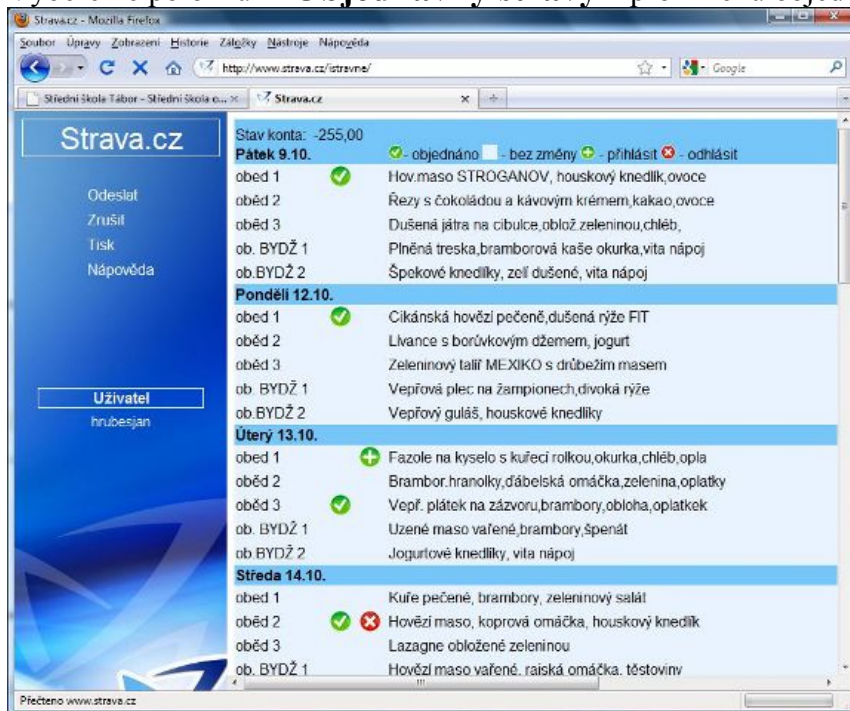 Strava.cz - Mozilla Firefox
Soubor Úpravy Zobrazení Historie Záložky Nástroje Nápověda
http://www.strava.cz/istravne/
Google
Střední škola Tábor - Střední škola o...
Strava.cz
Strava.cz
Odeslat
Zrušit
Tisk
Nápověda
Uživatel
hrubesjan
Stav konta: -255,00
Pátek 9.10. - objednáno - bez změny - přihlásit - odhlásit
obed 1 Hov.maso STROGANOV, houskový knedlík,ovoce
oběd 2 Řezy s čokoládou a kávovým krémem,kakao,ovoce
oběd 3 Dušená játra na cibulce,oblož.zeleninou,chléb,
ob. BYDŽ 1 Plněná treska,bramborová kaše okurka,vita nápoj
ob.BYDŽ 2 Špekové knedlíky, zelí dušené, vita nápoj
Pondělí 12.10.
obed 1 Cikánská hovězí pečeně,dušená rýže FIT
oběd 2 Lívance s borůvkovým džemem, jogurt
oběd 3 Zeleninový talíř MEXIKO s drůbežím masem
ob. BYDŽ 1 Vepřová plec na žampionech,divoká rýže
ob.BYDŽ 2 Vepřový guláš, houskové knedlíky
Úterý 13.10.
obed 1 Fazole na kyselo s kuřecí rolkou,okurka,chléb,opla
oběd 2 Brambor.hranolky,ďábelská omáčka,zelenina,oplatky
oběd 3 Vepř. plátek na zázvoru,brambory,obloha,oplatkek
ob. BYDŽ 1 Uzené maso vařené,brambory,špenát
ob.BYDŽ 2 Jogurtové knedlíky, vita nápoj
Středa 14.10.
obed 1 Kuře pečené, brambory, zeleninový salát
oběd 2 Hovězí maso, koprová omáčka, houskový knedlík
oběd 3 Lazagne obložené zeleninou
ob. BYDŽ 1 Hovězí maso vařené, rajská omáčka, těstoviny
Přečteno www.strava.cz